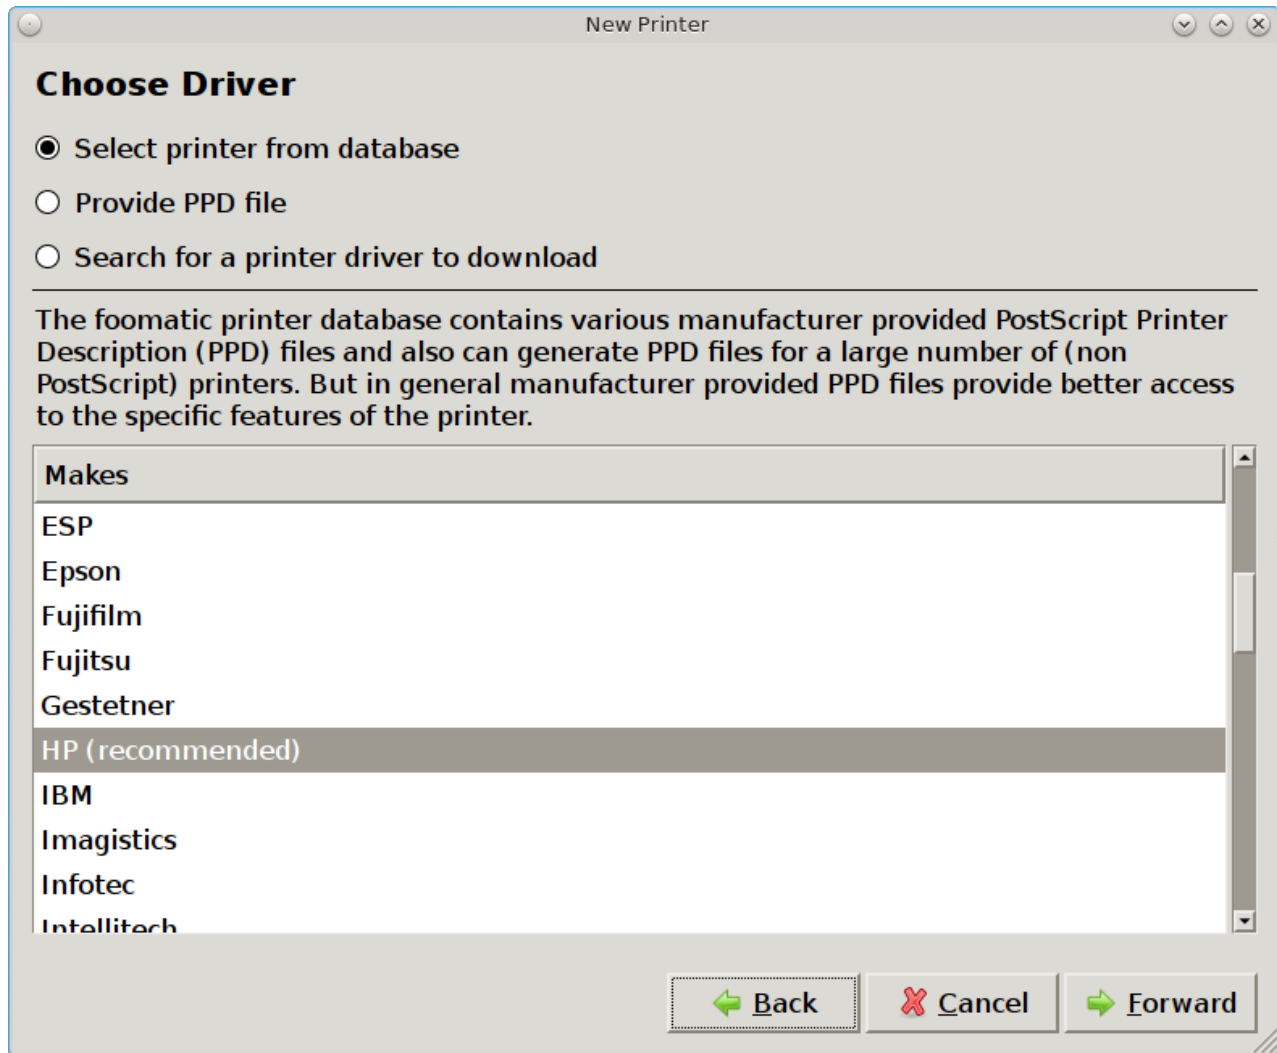 New Printer
Choose Driver
Select printer from database
Provide PPD file
Search for a printer driver to download
The foomatic printer database contains various manufacturer provided PostScript Printer
Description (PPD) files and also can generate PPD files for a large number of (non
PostScript) printers. But in general manufacturer provided PPD files provide better access
to the specific features of the printer.
Makes
ESP
Epson
Fujifilm
Fujitsu
Gestetner
HP (recommended)
IBM
Imagistics
Infotec
Intellitech
Back Cancel Forward